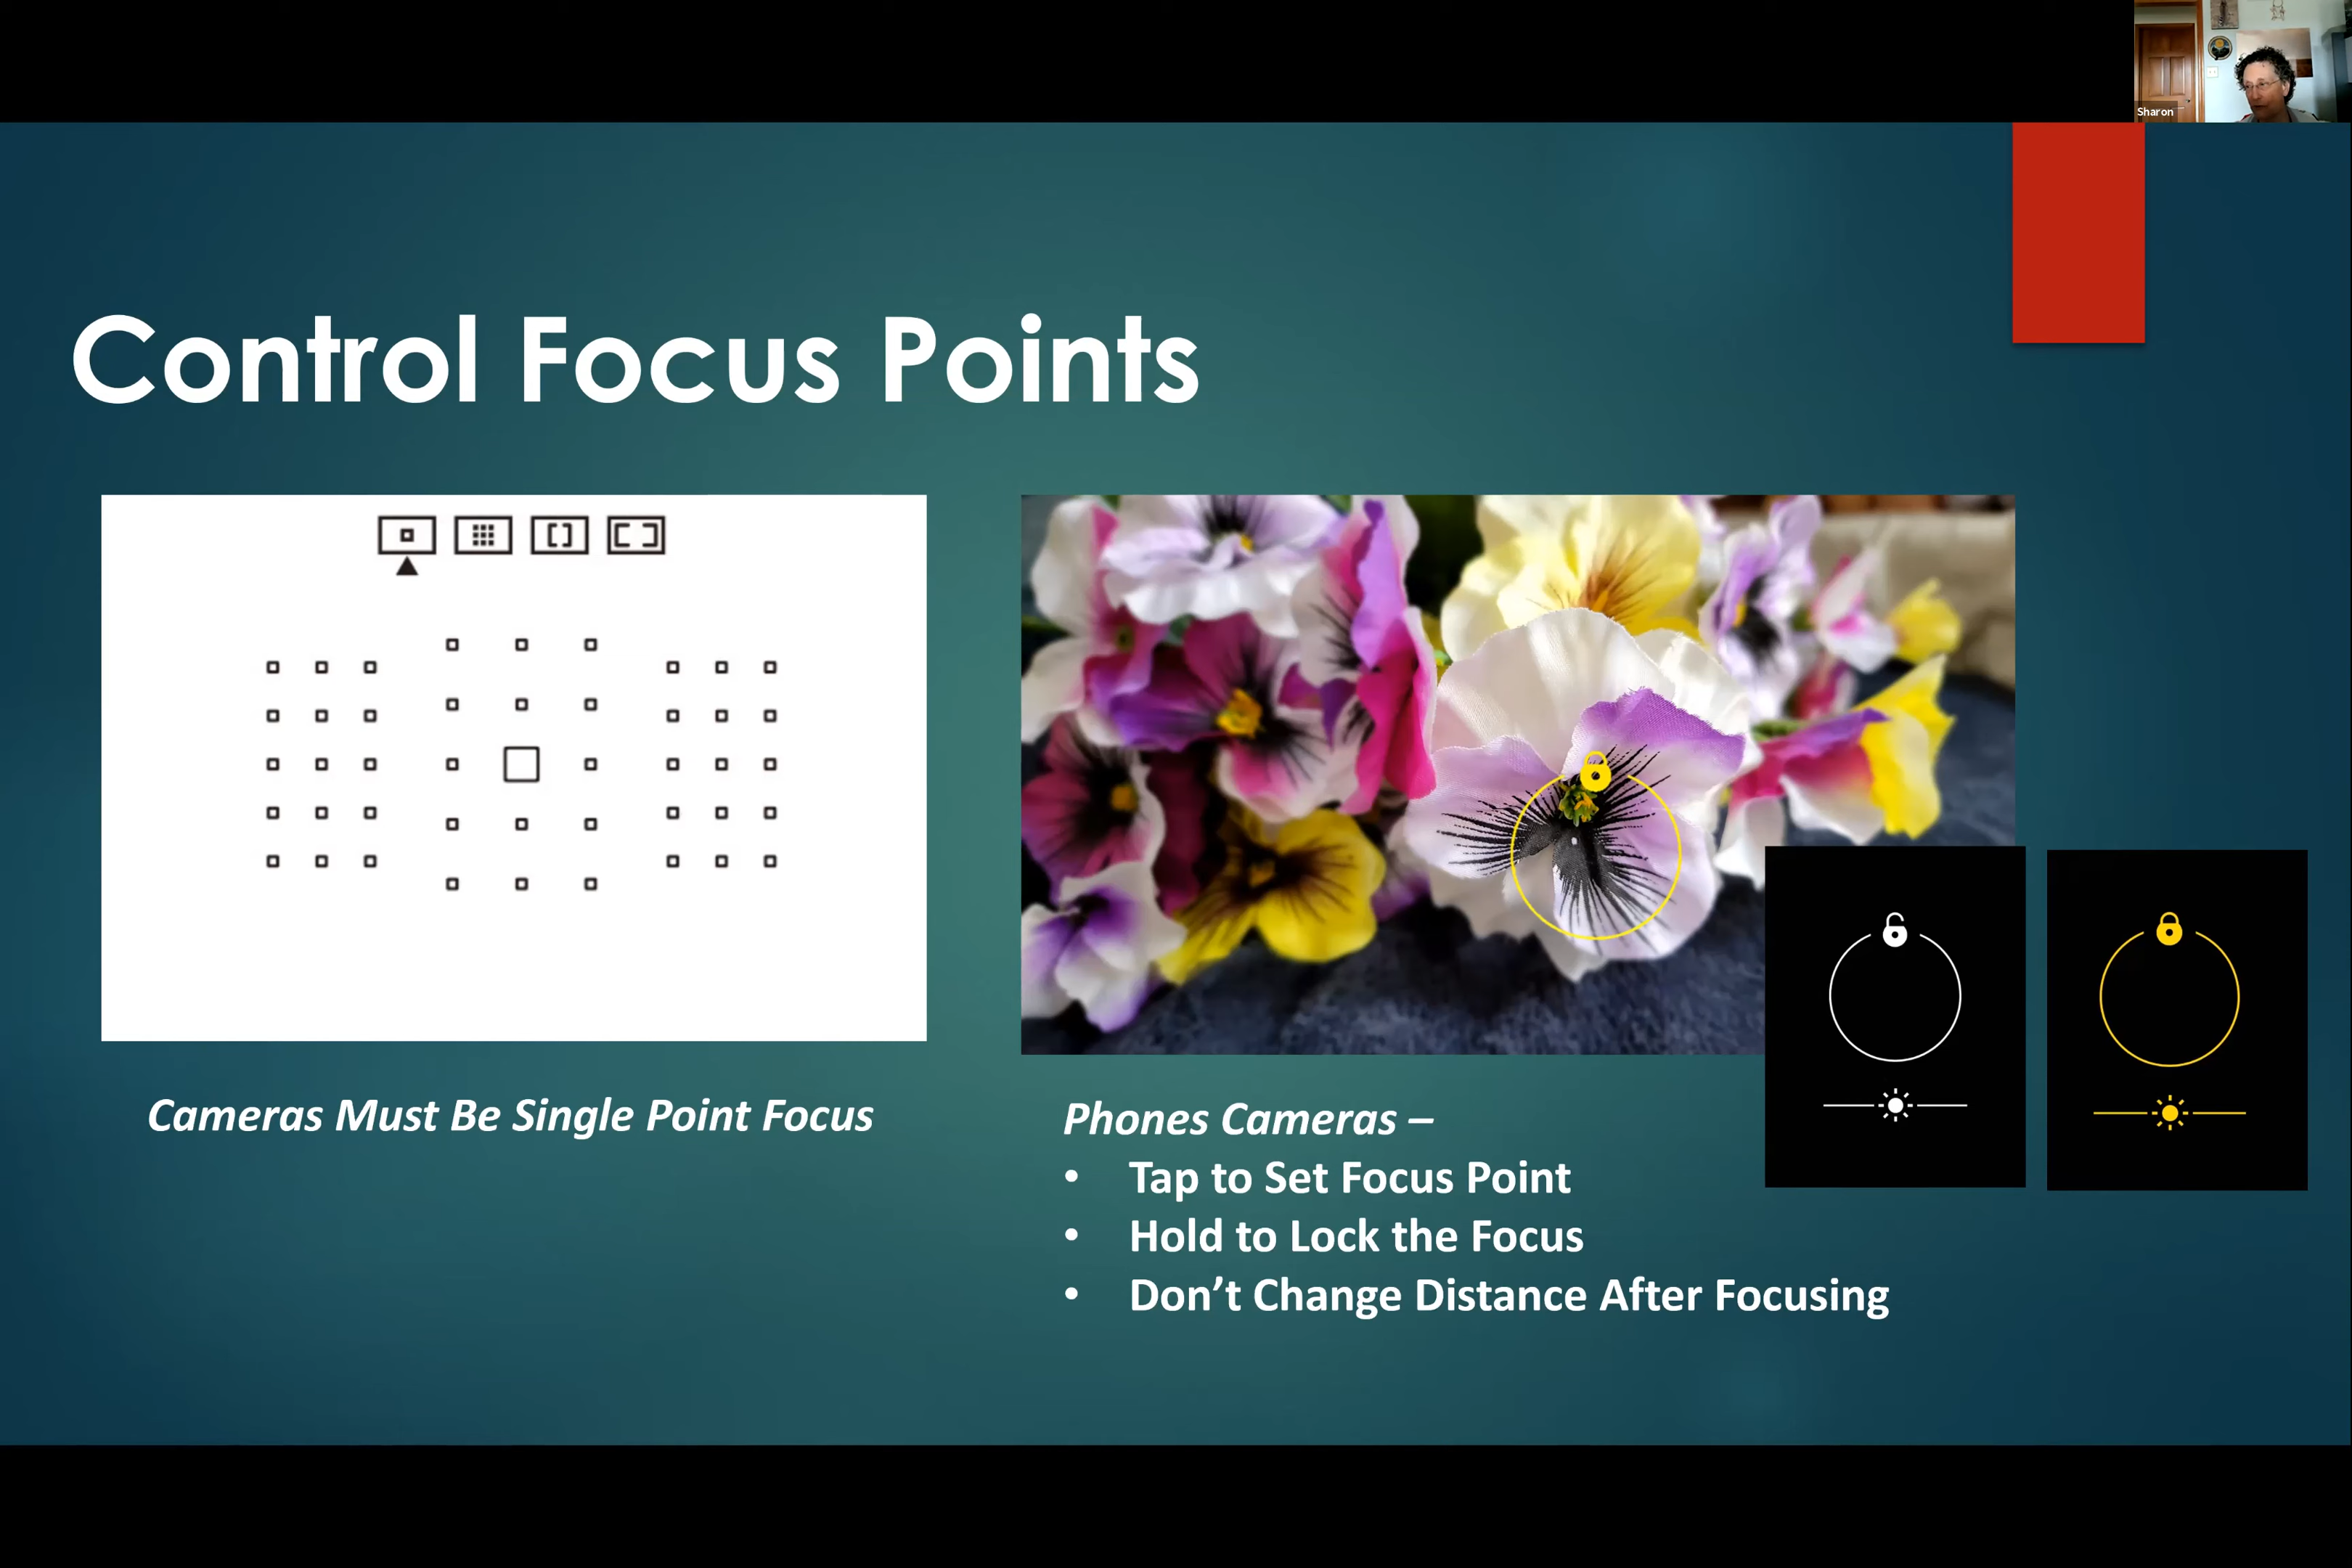 Sharon
Control Focus Points
Cameras Must Be Single Point Focus
Phones Cameras –
• Tap to Set Focus Point
• Hold to Lock the Focus
• Don’t Change Distance After Focusing